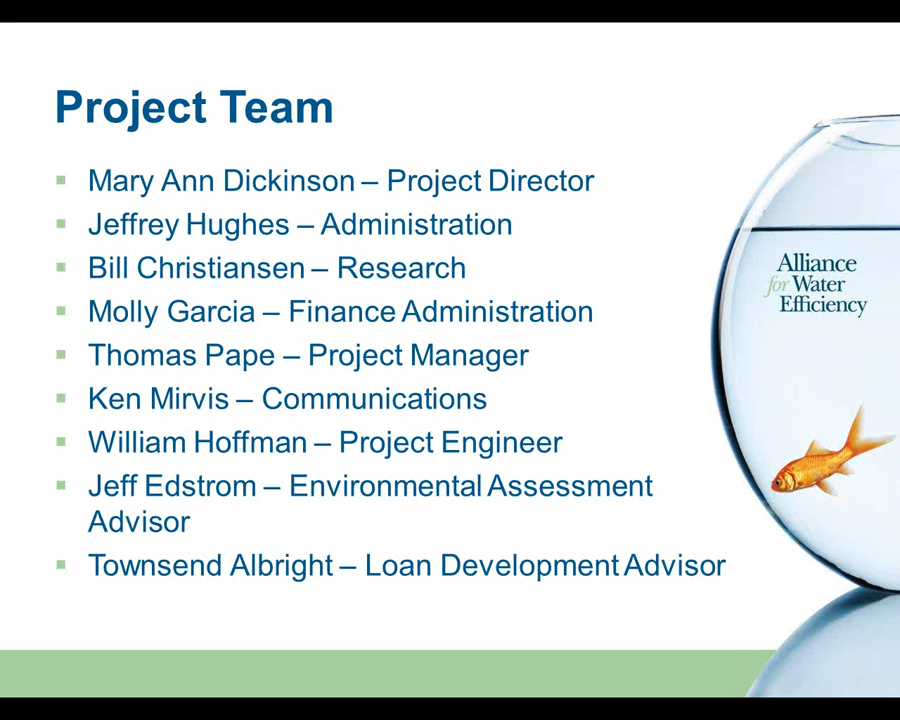 Project Team
▪ Mary Ann Dickinson – Project Director
▪ Jeffrey Hughes – Administration
▪ Bill Christiansen – Research
▪ Molly Garcia – Finance Administration
▪ Thomas Pape – Project Manager
▪ Ken Mirvis – Communications
▪ William Hoffman – Project Engineer
▪ Jeff Edstrom – Environmental Assessment
Advisor
▪ Townsend Albright – Loan Development Advisor
Alliance
for Water
Efficiency